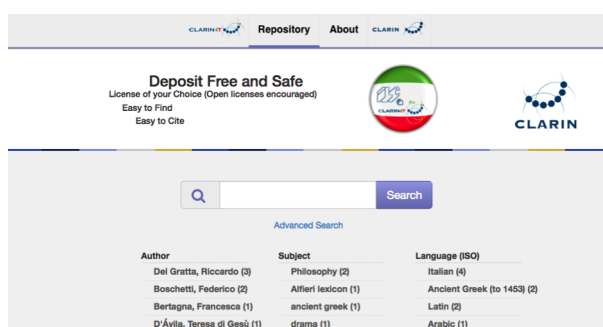 CLARIN-IT Repository About CLARIN
Deposit Free and Safe
License of your Choice (Open licenses encouraged)
Easy to Find
Easy to Cite
CLARIN-IT
CLARIN
Search
Advanced Search
Author Subject Language (ISO)
Del Gratta, Riccardo (3) Philosophy (2) Italian (4)
Boschetti, Federico (2) Alfieri lexicon (1) Ancient Greek (to 1453) (2)
Bertagna, Francesca (1) ancient greek (1) Latin (2)
D'Ávila, Teresa di Gesù (1) drama (1) Arabic (1)